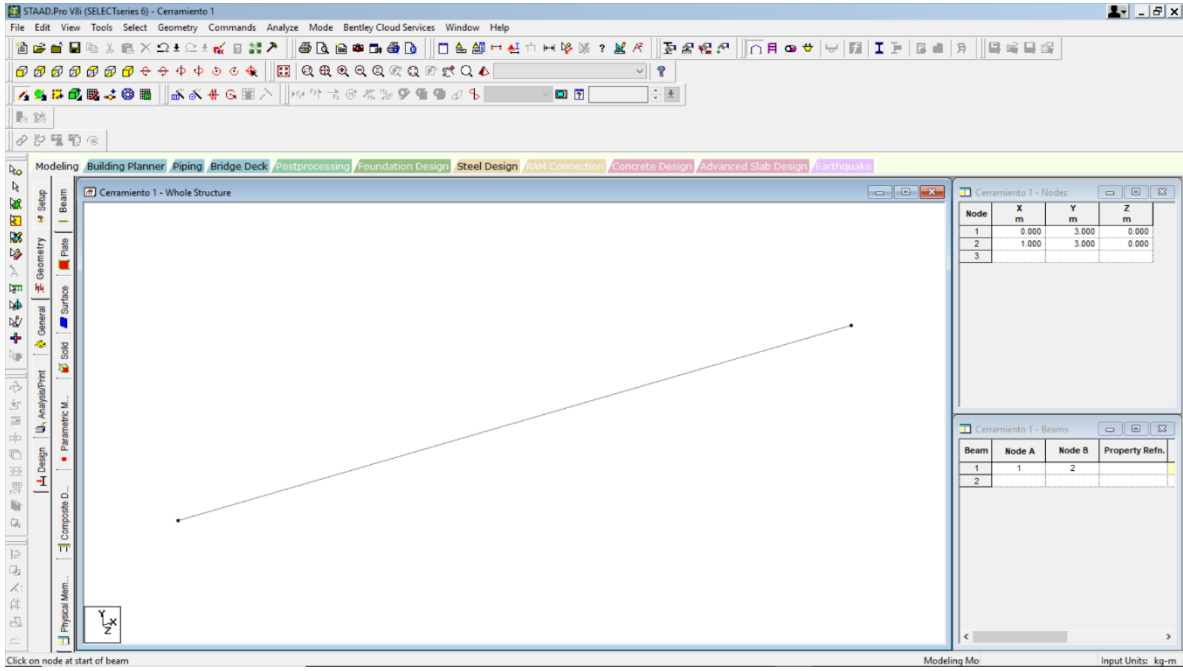 STAAD.Pro V8i (SELECTseries 6) - Cerramiento 1
File Edit View Tools Select Geometry Commands Analyze Mode Bentley Cloud Services Window Help
Modeling Building Planner Piping Bridge Deck Postprocessing Foundation Design Steel Design RAM Connection Concrete Design Advanced Slab Design Earthquake
Setup
Geometry
General
Analysis/Print
Design
Beam
Plate
Surface
Solid
Parametric M...
Composite D...
Physical Mem...
Cerramiento 1 - Whole Structure
Y
X
Z
Cerramiento 1 - Nodes
Node X m Y m Z m
1 0.000 3.000 0.000
2 1.000 3.000 0.000
3
Cerramiento 1 - Beams
Beam Node A Node B Property Refn.
1 1 2
2
Click on node at start of beam Modeling Mo Input Units: kg-m